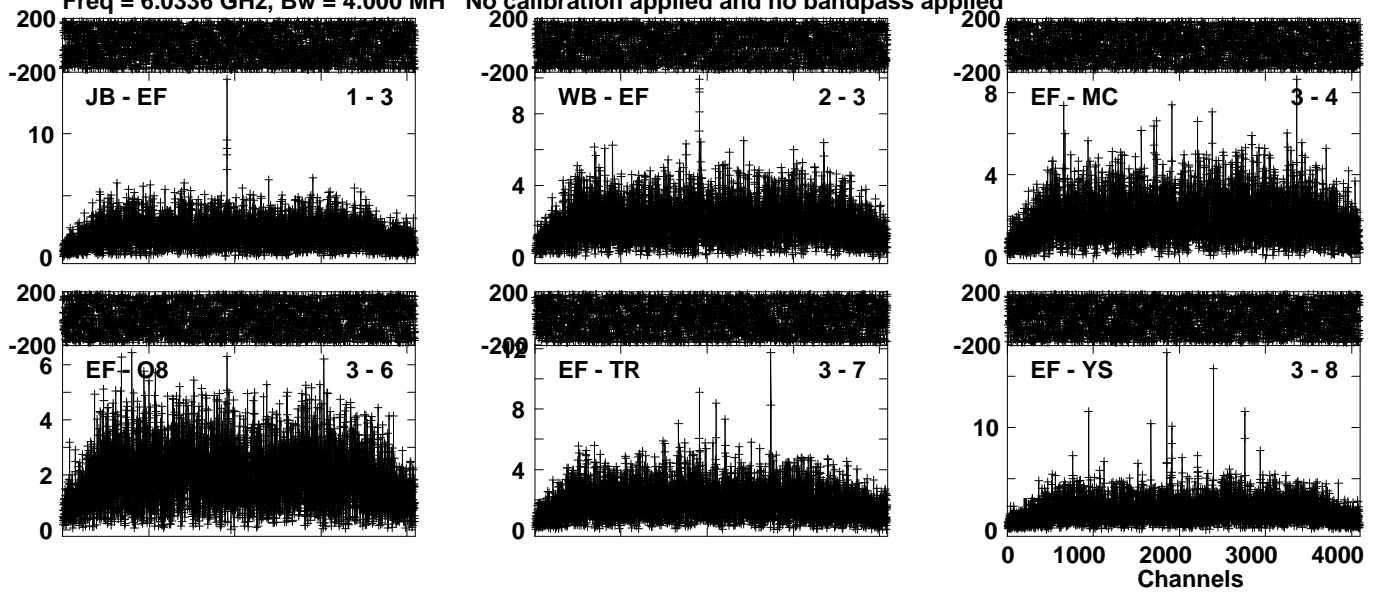 Freq = 6.0336 GHz, Bw = 4.000 MH No calibration applied and no bandpass applied
200 200 200
-200 -200 -200
JB - EF 1 - 3 WB - EF 2 - 3 EF - MC 3 - 4
10 8 8
4 4
0 0 0
200 200 200
-200 -200 12 -200
EF - O8 3 - 6 EF - TR 3 - 7 EF - YS 3 - 8
6
4 8 10
2 4
0 0 0
0 1000 2000 3000 4000
Channels